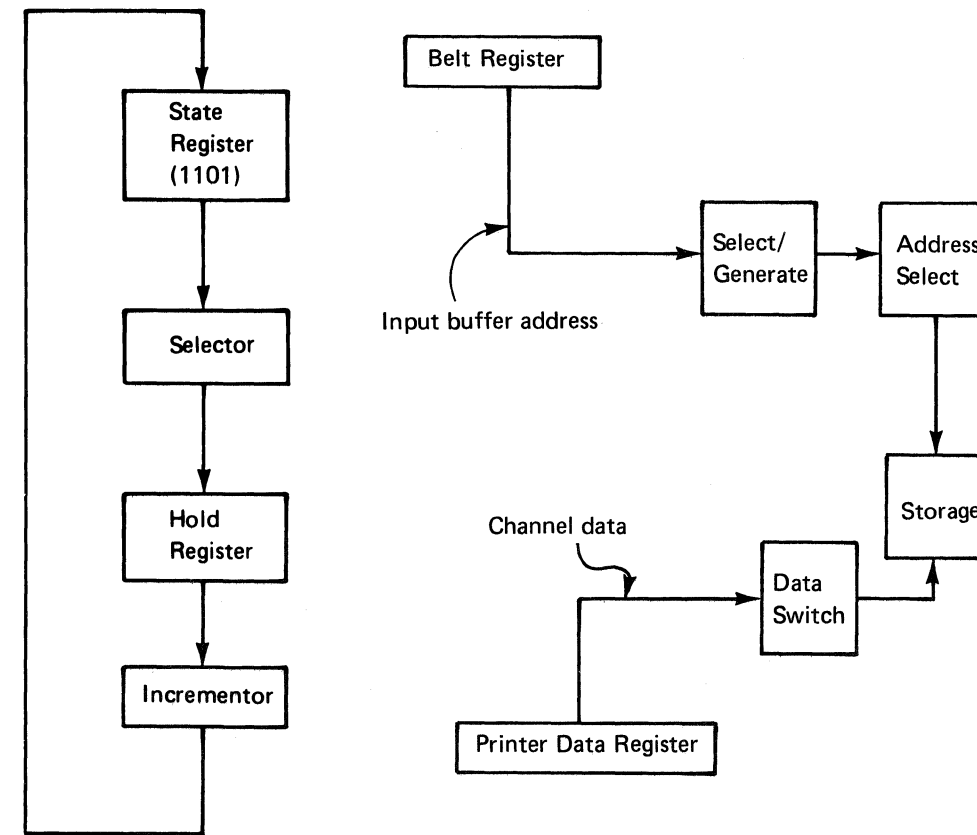 State
Register
(1101)
Selector
Hold
Register
Incrementor
Belt Register
Input buffer address
Select/
Generate
Address
Select
Storage
Channel data
Data
Switch
Printer Data Register